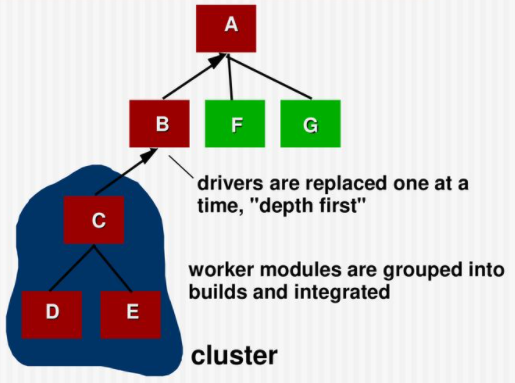 A
B F G
drivers are replaced one at a
time, "depth first"
C
worker modules are grouped into
builds and integrated
D E
cluster